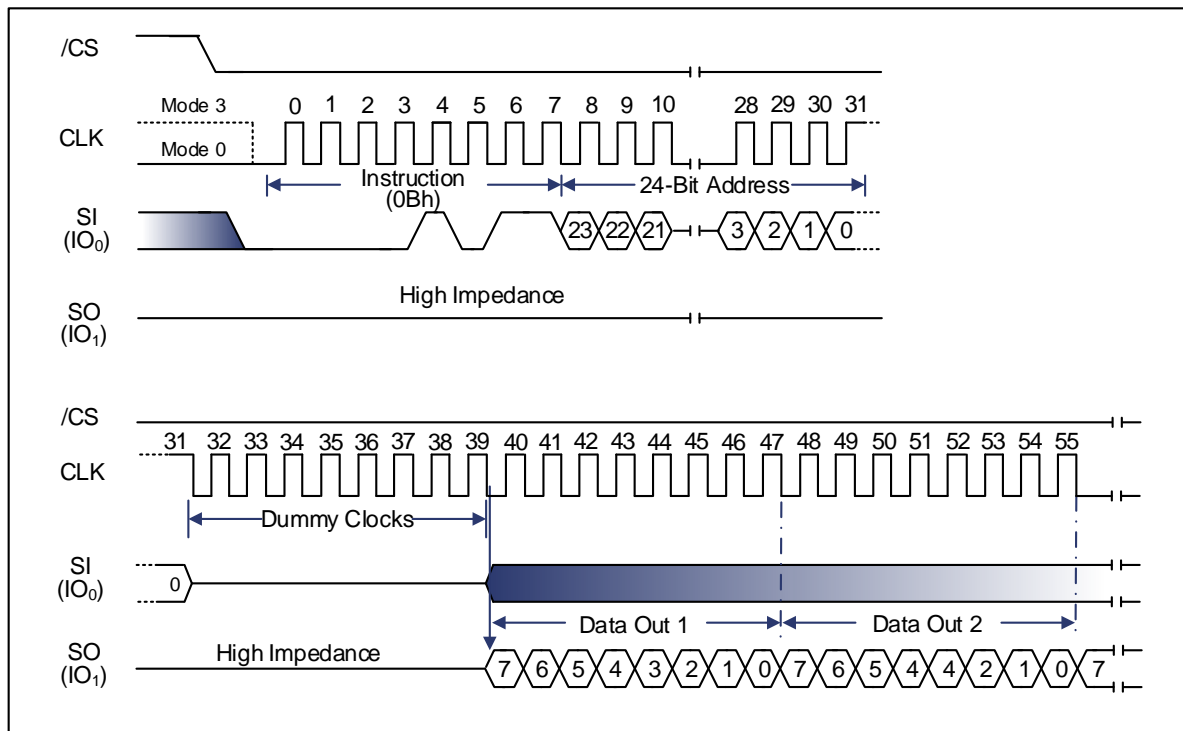 /CS
Mode 3
0 1 2 3 4 5 6 7 8 9 10 28 29 30 31
CLK
Mode 0
Instruction
(0Bh)
24-Bit Address
SI
(IO₀)
23 22 21 3 2 1 0
High Impedance
SO
(IO₁)
/CS
31 32 33 34 35 36 37 38 39 40 41 42 43 44 45 46 47 48 49 50 51 52 53 54 55
CLK
Dummy Clocks
SI
(IO₀)
0
Data Out 1
Data Out 2
SO
(IO₁)
High Impedance
7 6 5 4 3 2 1 0 7 6 5 4 4 2 1 0 7